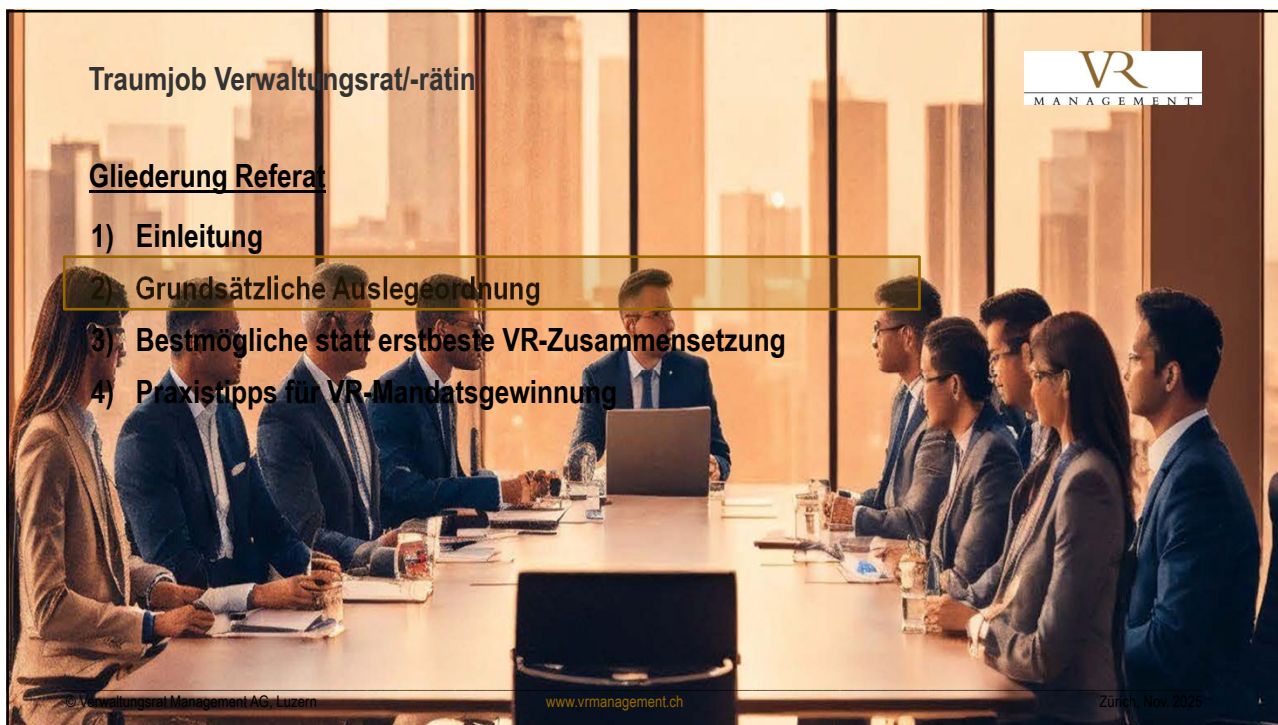 Traumjob Verwaltungsrat/-rätin
VR
MANAGEMENT
Gliederung Referat
1) Einleitung
2) Grundsätzliche Auslegeordnung
3) Bestmögliche statt erstbeste VR-Zusammensetzung
4) Praxistipps für VR-Mandatsgewinnung
© Verwaltungsrat Management AG, Luzern
www.vrmanagement.ch
Zürich, Nov. 2025